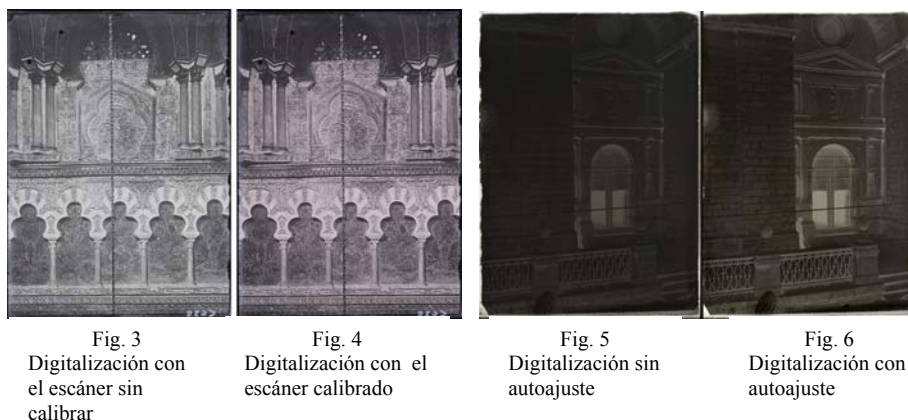 Fig. 3
Digitalización con
el escáner sin
calibrar
Fig. 4
Digitalización con el
escáner calibrado
Fig. 5
Digitalización sin
autoajuste
Fig. 6
Digitalización con
autoajuste